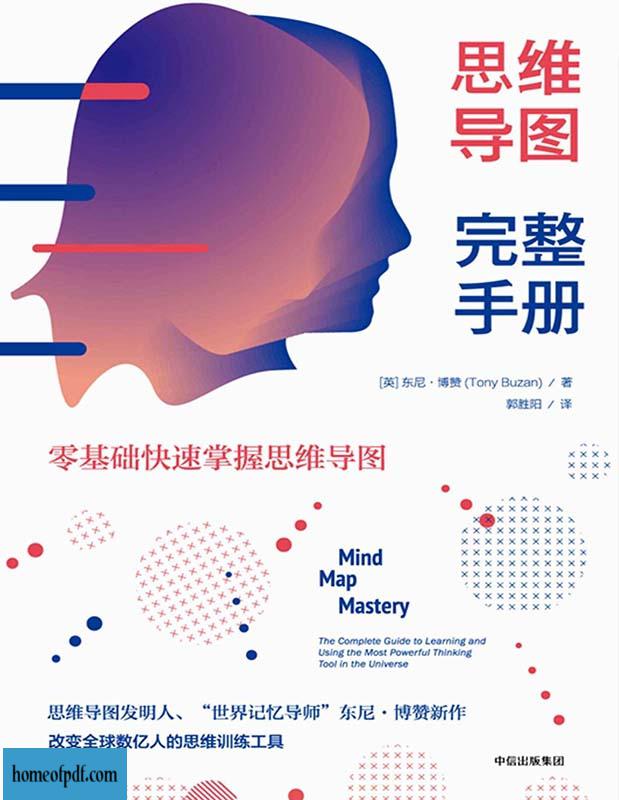 思维
导图
完整
手册
[英] 东尼·博赞 (Tony Buzan) / 著
郭胜阳 / 译
零基础快速掌握思维导图
Mind
Map
Mastery
The Complete Guide to Learning and
Using the Most Powerful Thinking
Tool in the Universe
思维导图发明人、“世界记忆导师”东尼·博赞新作
改变全球数亿人的思维训练工具
中信出版集团
homeofpdf.com